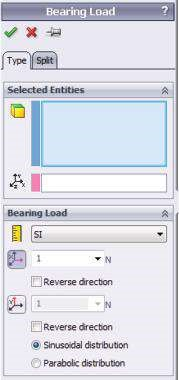 Bearing Load ?
Type Split
Selected Entities
Bearing Load
SI
1 N
Reverse direction
1 N
Reverse direction
Sinusoidal distribution
Parabolic distribution